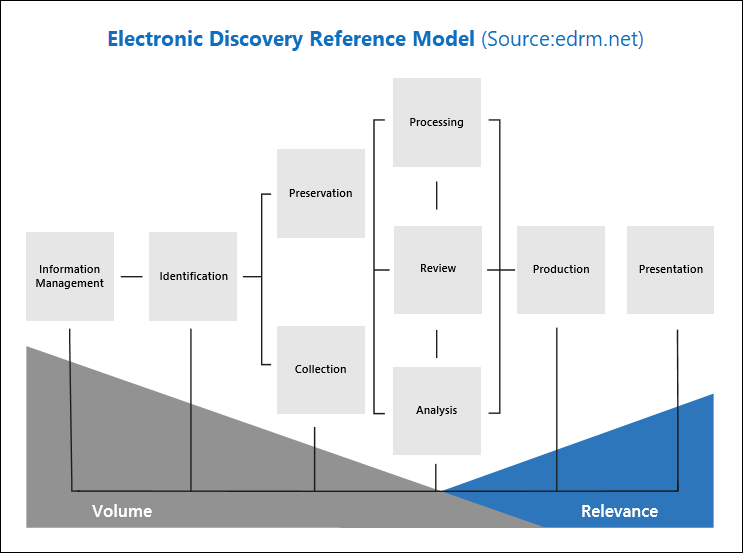 Electronic Discovery Reference Model (Source:edrm.net)
Processing
Preservation
Information
Management
Identification
Review
Production
Presentation
Collection
Analysis
Volume
Relevance